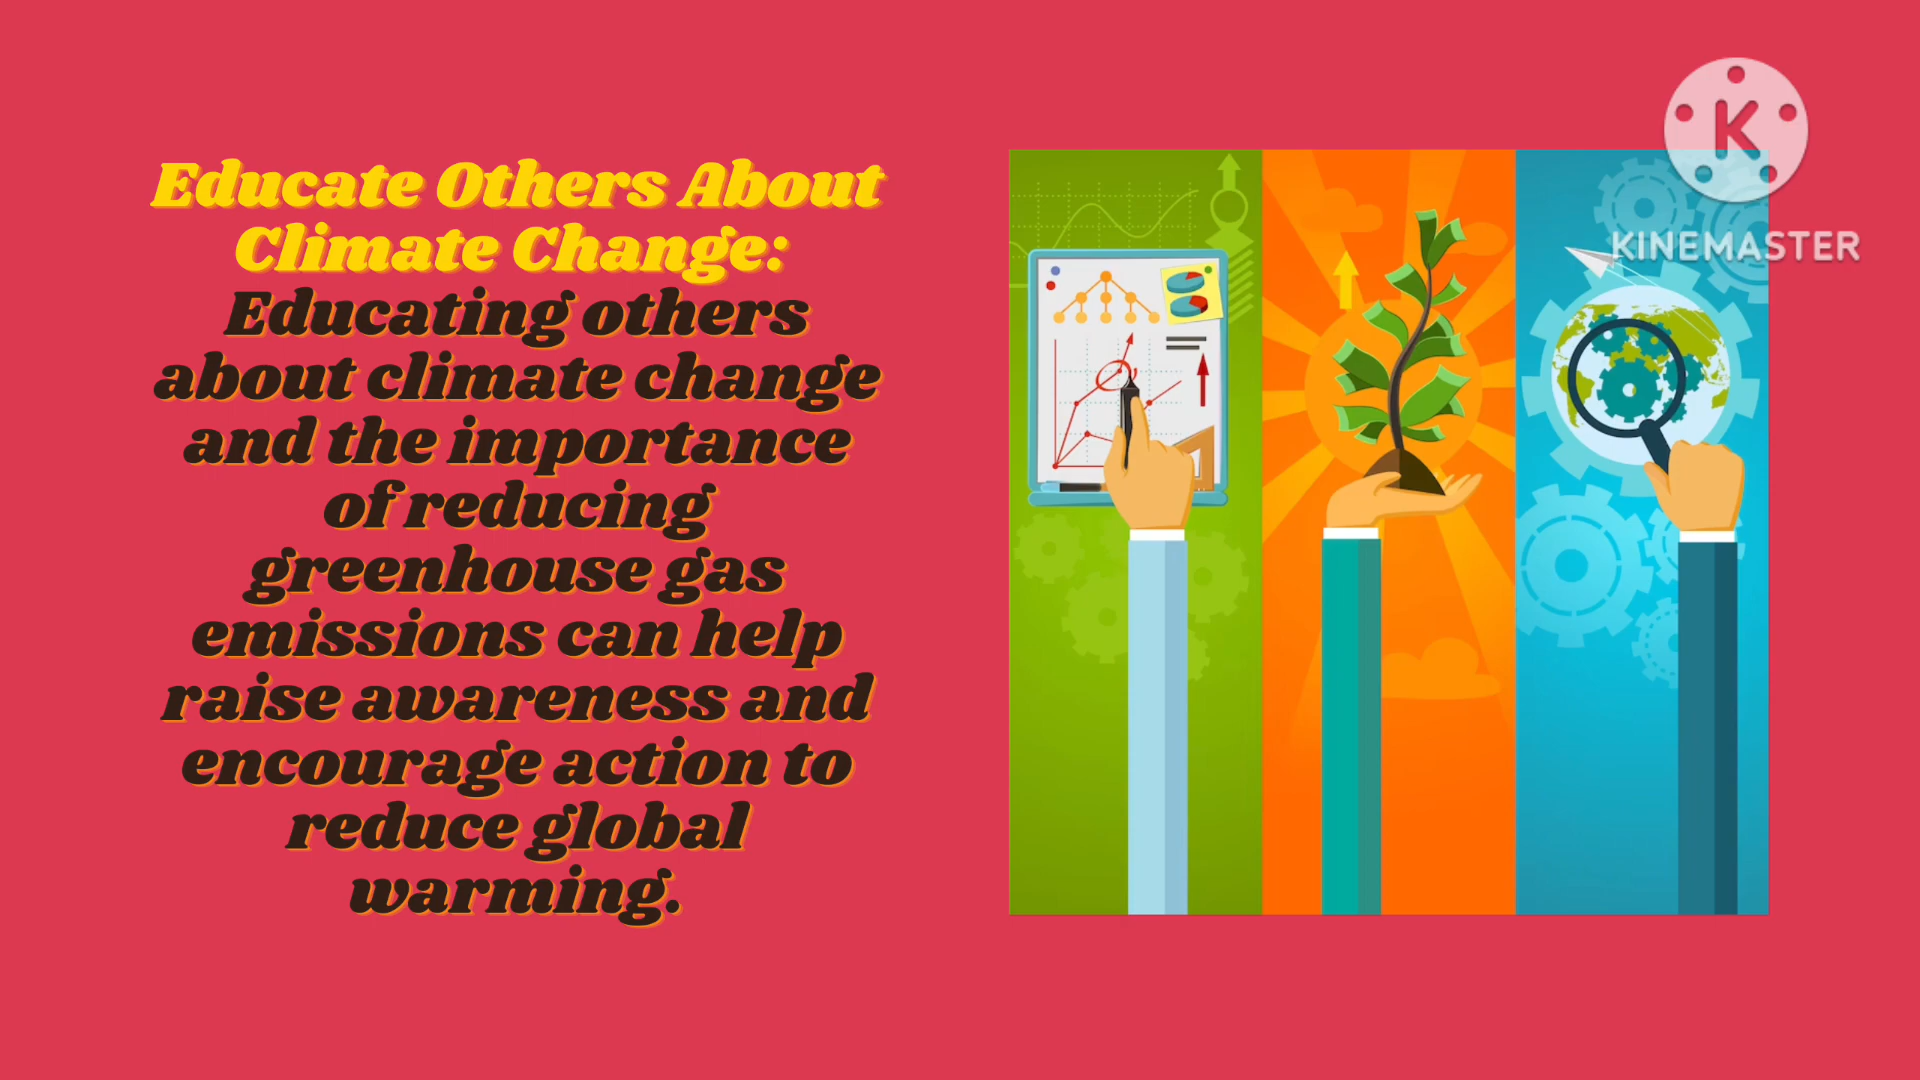 Educate Others About
Climate Change:
Educating others
about climate change
and the importance
of reducing
greenhouse gas
emissions can help
raise awareness and
encourage action to
reduce global
warming.
K
KINEMASTER